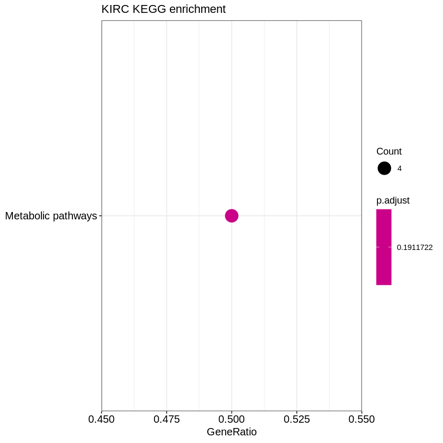 KIRC KEGG enrichment
Metabolic pathways
0.450 0.475 0.500 0.525 0.550
GeneRatio
Count
4
p.adjust
0.1911722